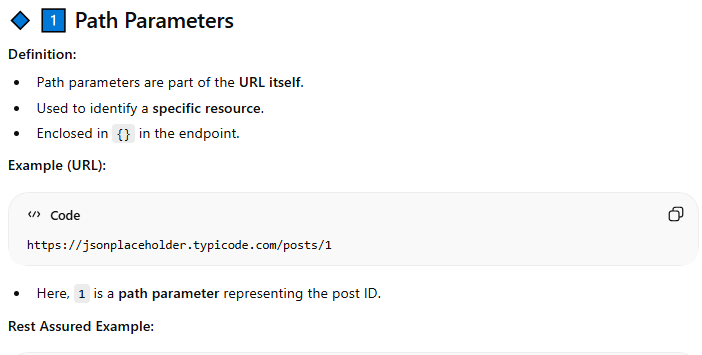 1 Path Parameters
Definition:
• Path parameters are part of the URL itself.
• Used to identify a specific resource.
• Enclosed in {} in the endpoint.
Example (URL):
</> Code
https://jsonplaceholder.typicode.com/posts/1
• Here, 1 is a path parameter representing the post ID.
Rest Assured Example: